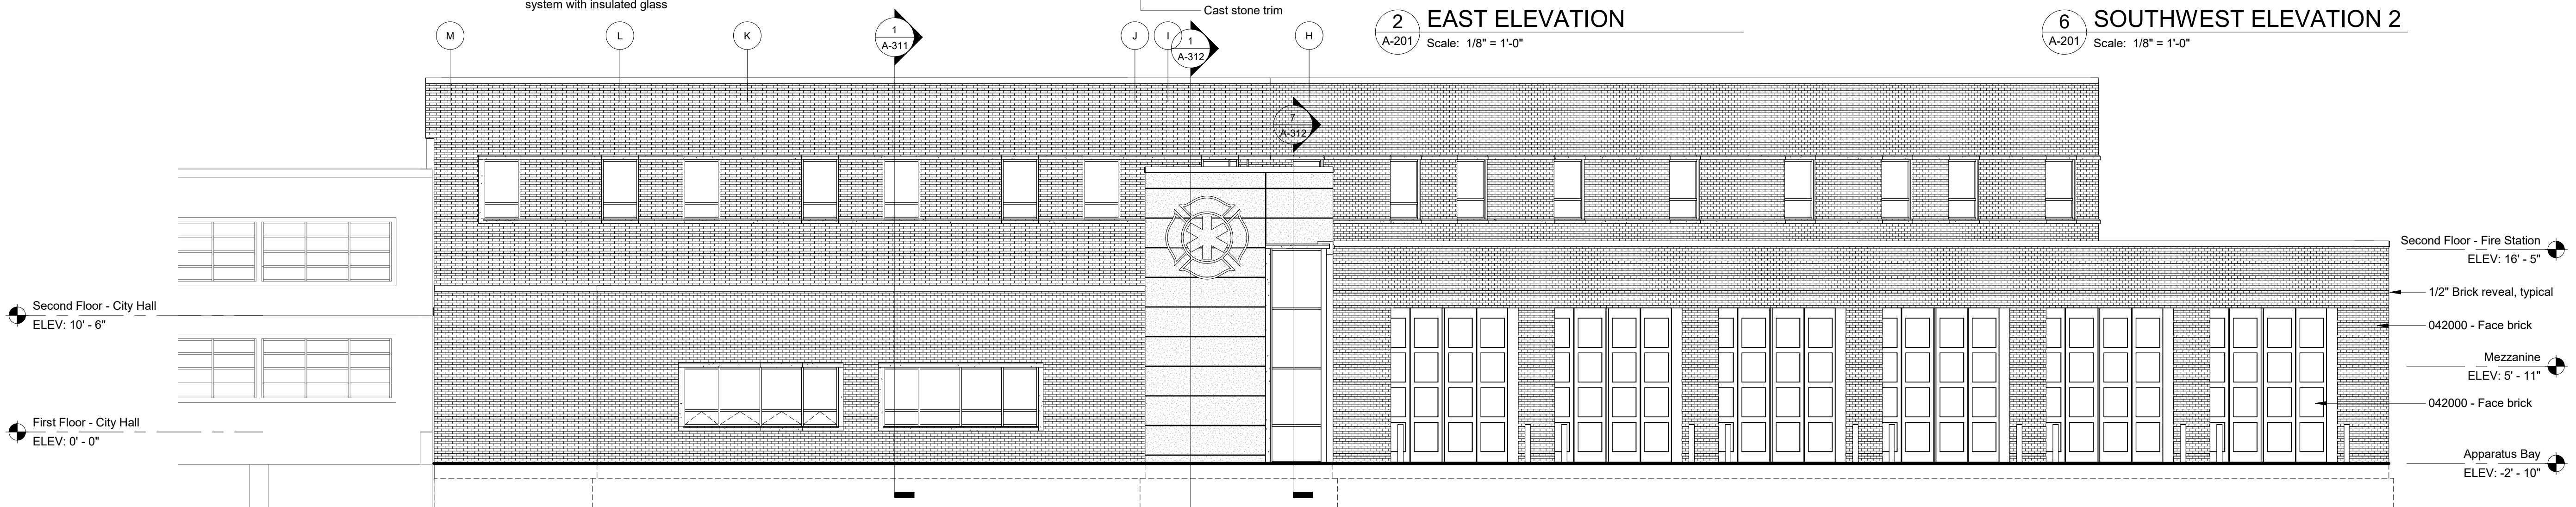 system with insulated glass
Cast stone trim
2
A-201
EAST ELEVATION
Scale: 1/8" = 1'-0"
6
A-201
SOUTHWEST ELEVATION 2
Scale: 1/8" = 1'-0"
M
L
K
1
A-311
J
I
1
A-312
H
7
A-312
Second Floor - City Hall
ELEV: 10' - 6"
First Floor - City Hall
ELEV: 0' - 0"
Second Floor - Fire Station
ELEV: 16' - 5"
1/2" Brick reveal, typical
042000 - Face brick
Mezzanine
ELEV: 5' - 11"
042000 - Face brick
Apparatus Bay
ELEV: -2' - 10"